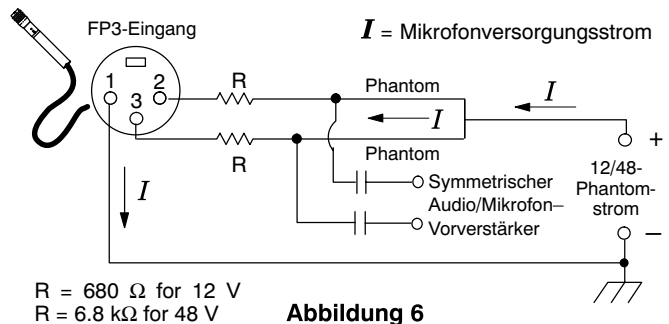 FP3-Eingang
I = Mikrofonversorgungsstrom
1
2
3
R
R
Phantom
I
I
Phantom
I
+
12/48-
Phantom-
strom
–
Symmetrischer
Audio/Mikrofon–
Vorverstärker
R = 680 Ω for 12 V
R = 6.8 kΩ for 48 V
Abbildung 6